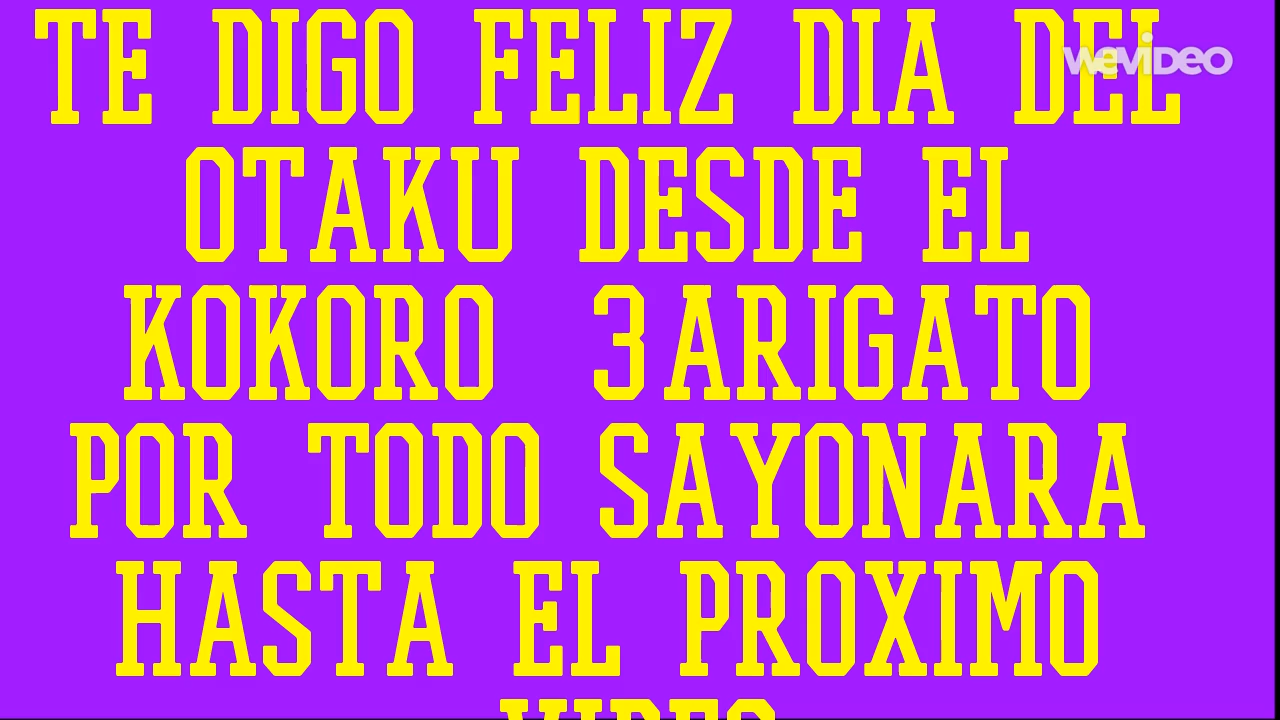 TE DIGO FELIZ DIA DEL
OTAKU DESDE EL
KOKORO 3ARIGATO
POR TODO SAYONARA
HASTA EL PROXIMO
WEVIDEO